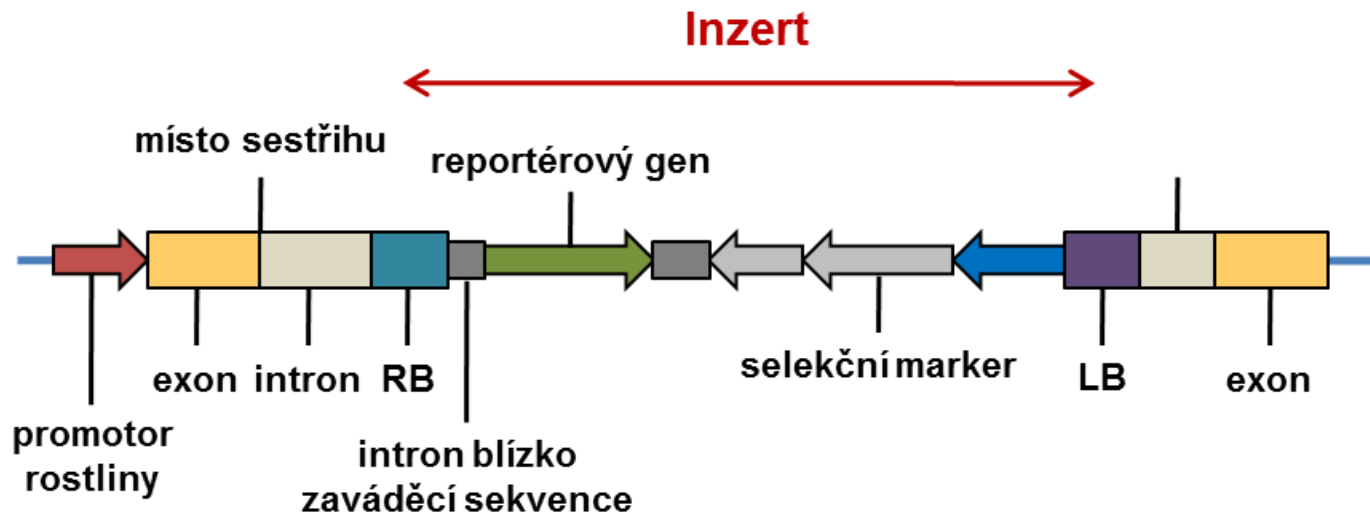 Inzert
místo sestřihu
reportérový gen
exon
intron
RB
selekční marker
LB
exon
promotor
rostliny
intron blízko
zaváděcí sekvence